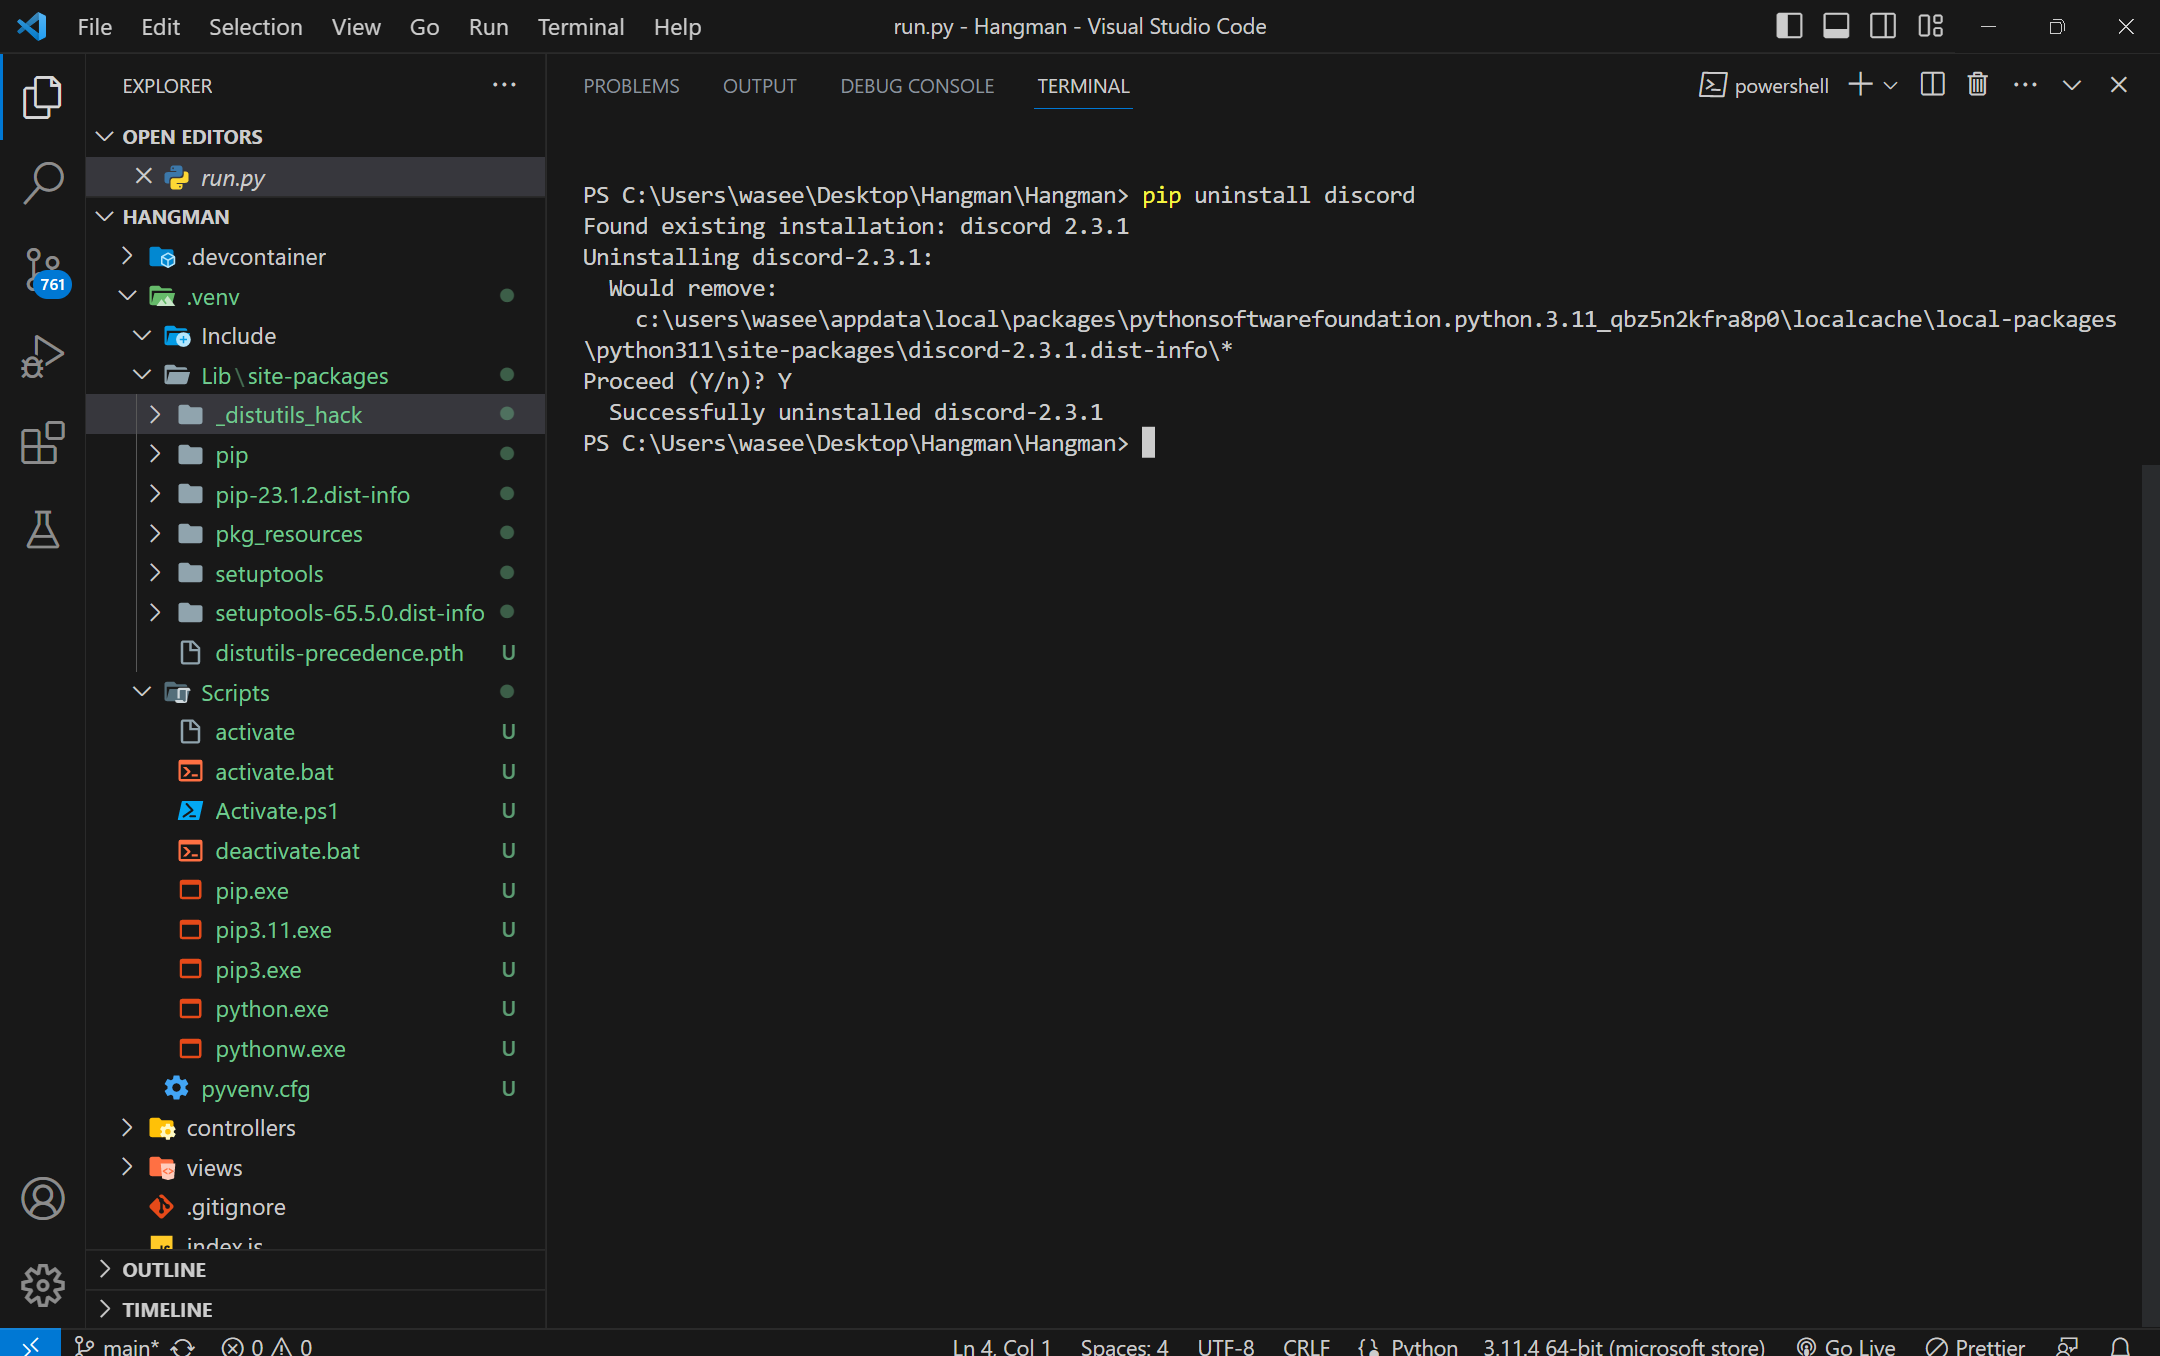 File Edit Selection View Go Run Terminal Help
run.py - Hangman - Visual Studio Code
EXPLORER
OPEN EDITORS
run.py
HANGMAN
.devcontainer
.venv
Include
Lib\site-packages
_distutils_hack
pip
pip-23.1.2.dist-info
pkg_resources
setuptools
setuptools-65.5.0.dist-info
distutils-precedence.pth U
Scripts
activate U
activate.bat U
Activate.ps1 U
deactivate.bat U
pip.exe U
pip3.11.exe U
pip3.exe U
python.exe U
pythonw.exe U
pyvenv.cfg U
controllers
views
.gitignore
index.js
OUTLINE
TIMELINE
761
PROBLEMS OUTPUT DEBUG CONSOLE TERMINAL
powershell
PS C:\Users\wasee\Desktop\Hangman\Hangman> pip uninstall discord
Found existing installation: discord 2.3.1
Uninstalling discord-2.3.1:
Would remove:
c:\users\wasee\appdata\local\packages\pythonsoftwarefoundation.python.3.11_qbz5n2kfra8p0\localcache\local-packages
\python311\site-packages\discord-2.3.1.dist-info\*
Proceed (Y/n)? Y
Successfully uninstalled discord-2.3.1
PS C:\Users\wasee\Desktop\Hangman\Hangman>
main* 0 0 Ln 4, Col 1 Spaces: 4 UTF-8 CRLF Python 3.11.4 64-bit (microsoft store) Go Live Prettier